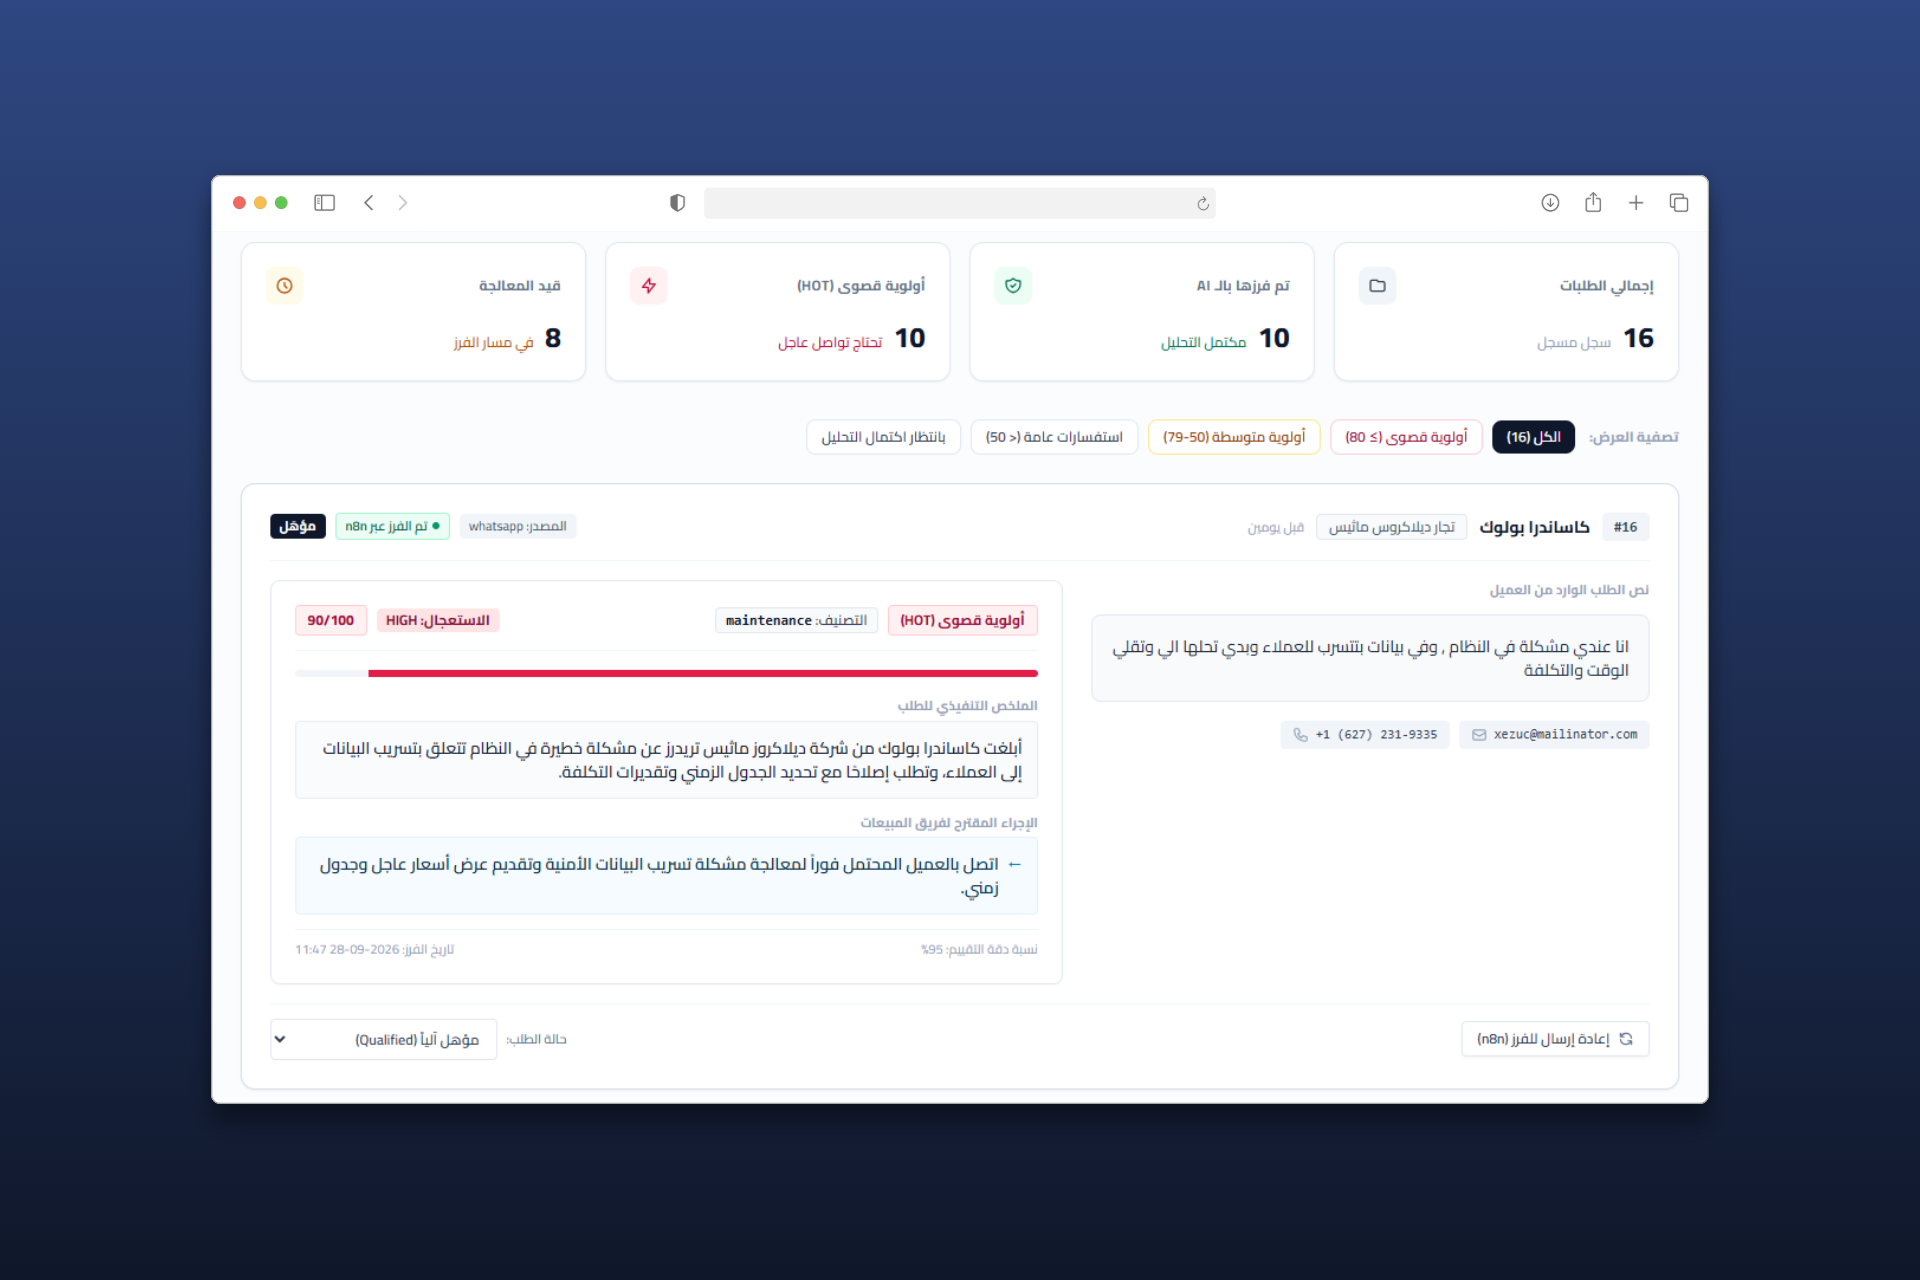 إجمالي الطلبات
16 سجل مسجل
تم فرزها بالـ AI
10 مكتمل التحليل
أولوية قصوى (HOT)
10 تحتاج تواصل عاجل
قيد المعالجة
8 في مسار الفرز
تصفية العرض:
الكل (16)
أولوية قصوى (≥ 80)
أولوية متوسطة (50-79)
استفسارات عامة (< 50)
بانتظار اكتمال التحليل
#16
كاساندرا بولوك
تجار ديلاكروس ماثيس
قبل يومين
المصدر: whatsapp
تم الفرز عبر n8n
مؤهل
نص الطلب الوارد من العميل
انا عندي مشكلة في النظام , وفي بيانات بتتسرب للعملاء وبدي تحلها الي وتقلي
الوقت والتكلفة
xezuc@mailinator.com
+1 (627) 231-9335
أولوية قصوى (HOT)
التصنيف: maintenance
الاستعجال: HIGH
90/100
الملخص التنفيذي للطلب
أبلغت كاساندرا بولوك من شركة ديلاكروز ماثيس تريدرز عن مشكلة خطيرة في النظام تتعلق بتسريب البيانات
إلى العملاء، وتطلب إصلاحًا مع تحديد الجدول الزمني وتقديرات التكلفة.
الإجراء المقترح لفريق المبيعات
← اتصل بالعميل المحتمل فوراً لمعالجة مشكلة تسريب البيانات الأمنية وتقديم عرض أسعار عاجل وجدول
زمني.
نسبة دقة التقييم: 95%
تاريخ الفرز: 2026-09-28 11:47
إعادة إرسال للفرز (n8n)
حالة الطلب:
مؤهل آلياً (Qualified)